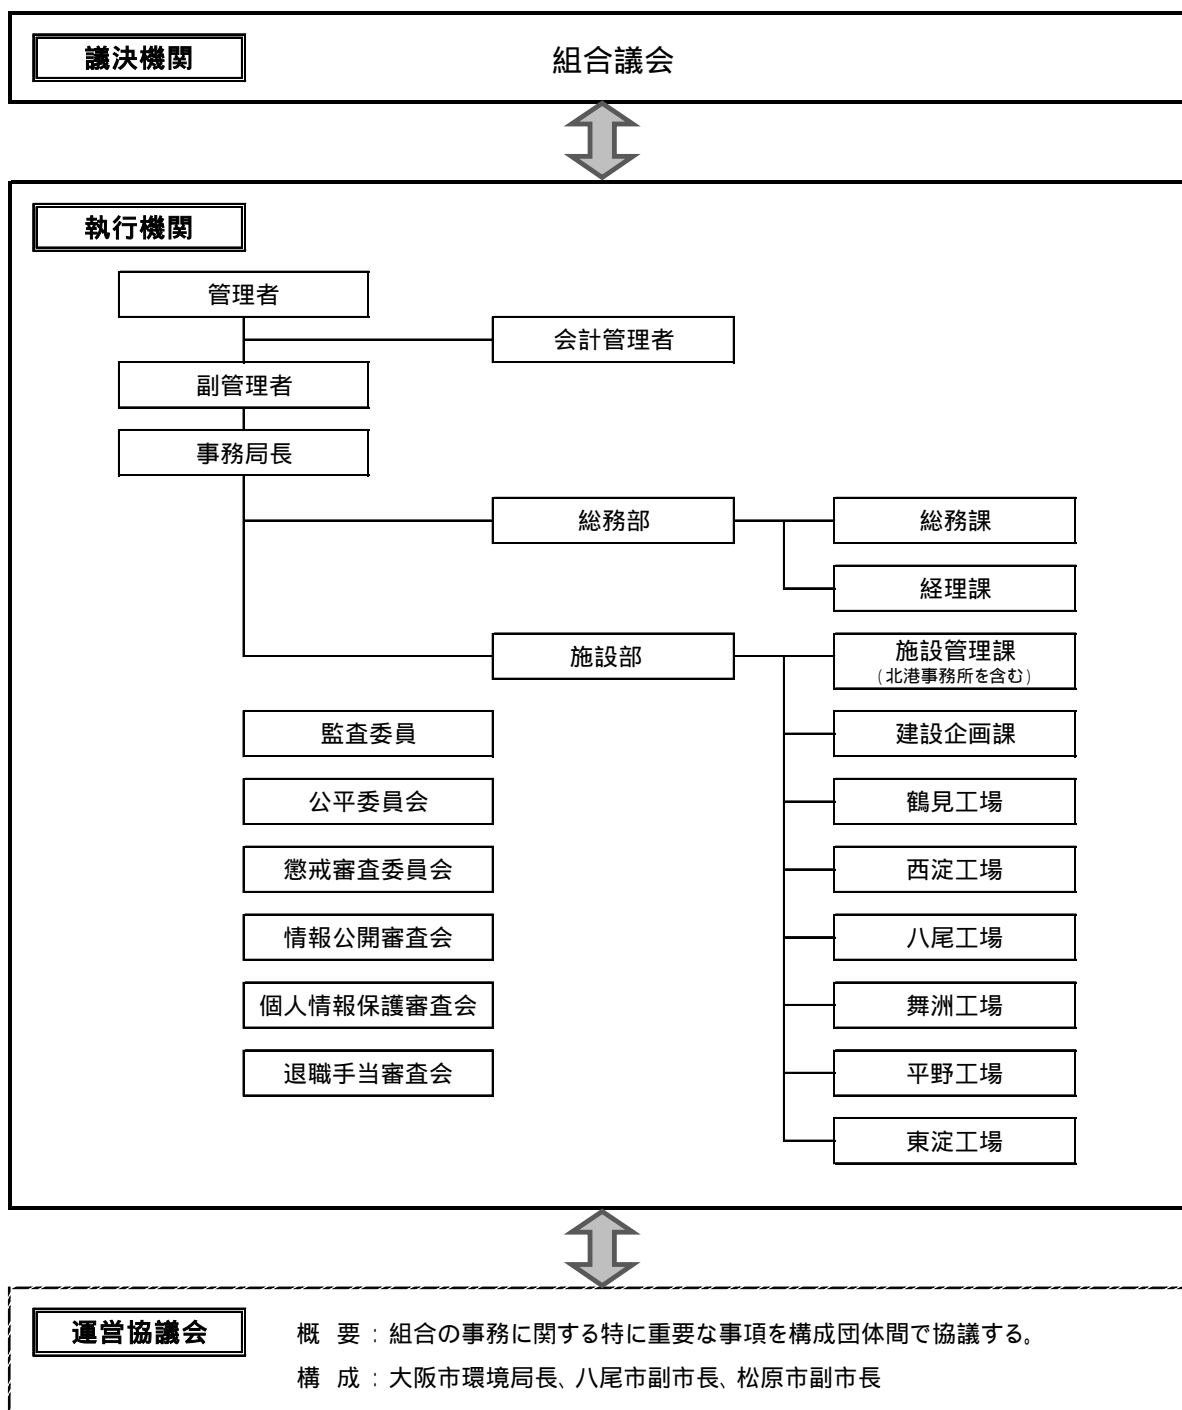 議決機関
組合議会
執行機関
管理者
会計管理者
副管理者
事務局長
総務部
総務課
経理課
施設部
施設管理課
(北港事務所を含む)
監査委員
建設企画課
公平委員会
鶴見工場
懲戒審査委員会
西淀工場
情報公開審査会
八尾工場
個人情報保護審査会
舞洲工場
退職手当審査会
平野工場
東淀工場
運営協議会
概 要:組合の事務に関する特に重要な事項を構成団体間で協議する。
構 成:大阪市環境局長、八尾市副市長、松原市副市長